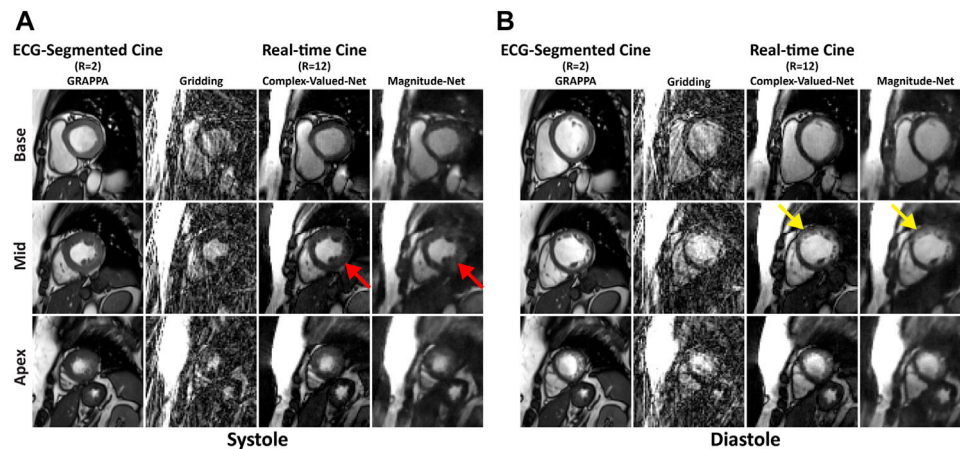 A
ECG-Segmented Cine
(R=2)
GRAPPA
Gridding
Real-time Cine
(R=12)
Complex-Valued-Net
Magnitude-Net
Base
Mid
Apex
Systole
B
ECG-Segmented Cine
(R=2)
GRAPPA
Gridding
Real-time Cine
(R=12)
Complex-Valued-Net
Magnitude-Net
Diastole